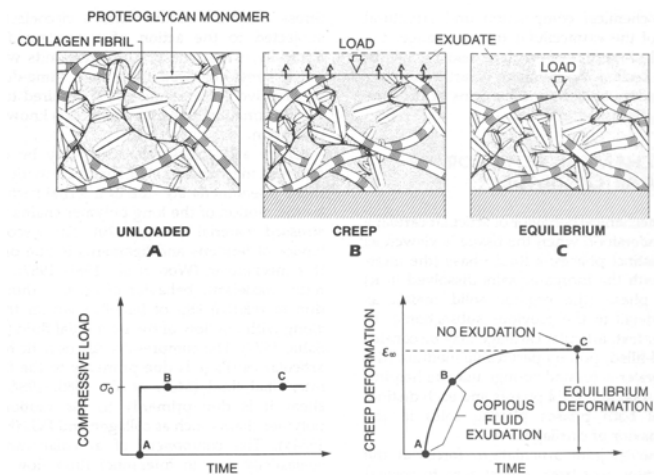 PROTEOGLYCAN MONOMER
COLLAGEN FIBRIL
LOAD
EXUDATE
LOAD
UNLOADED
CREEP
EQUILIBRIUM
A
B
C
COMPRESSIVE LOAD
σ₀
B
C
A
TIME
CREEP DEFORMATION
ε∞
NO EXUDATION
C
B
COPIOUS
FLUID
EXUDATION
EQUILIBRIUM
DEFORMATION
A
TIME